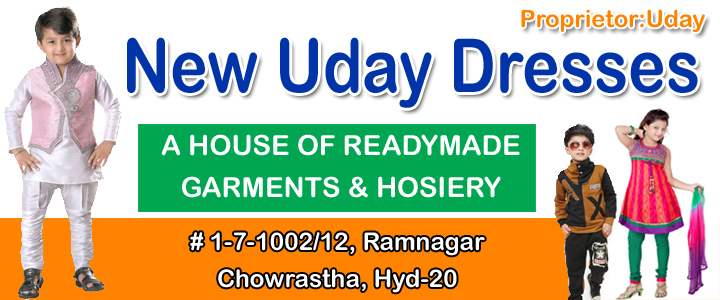 Proprietor:Uday
New Uday Dresses
A HOUSE OF READYMADE
GARMENTS & HOSIERY
# 1-7-1002/12, Ramnagar
Chowrastha, Hyd-20